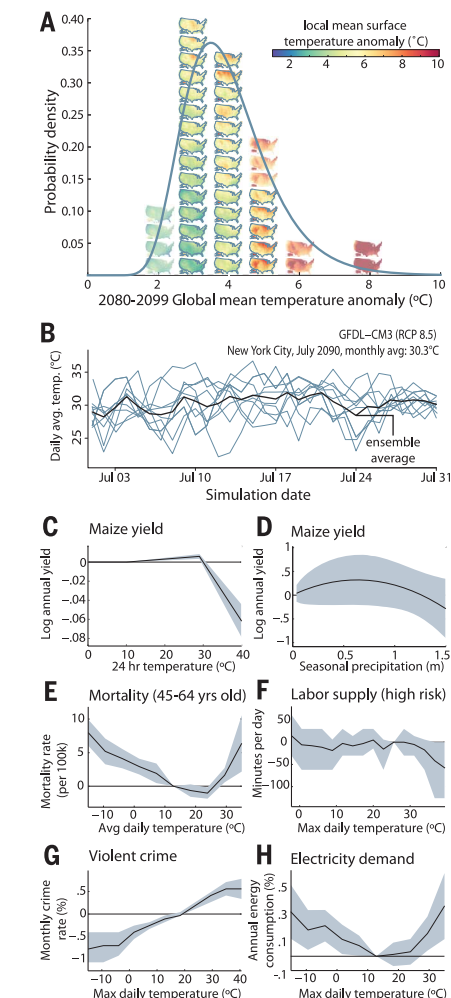 A
local mean surface
temperature anomaly (˚C)
2 4 6 8 10
Probability density
0.40
0.35
0.30
0.25
0.20
0.15
0.10
0.05
0 2 4 6 8 10
2080-2099 Global mean temperature anomaly (ºC)
B
GFDL–CM3 (RCP 8.5)
New York City, July 2090, monthly avg: 30.3°C
Daily avg. temp. (°C)
35
30
25
ensemble
average
Jul 03 Jul 10 Jul 17 Jul 24 Jul 31
Simulation date
C Maize yield
Log annual yield
0
−.02
−.04
−.06
−.08
0 10 20 30 40
24 hr temperature (ºC)
D Maize yield
Log annual yield
1
.5
0
−.5
−1
0 0.5 1.0 1.5
Seasonal precipitation (m)
E Mortality (45-64 yrs old)
Mortality rate
(per 100k)
10
5
0
−10 0 10 20 30
Avg daily temperature (ºC)
F Labor supply (high risk)
Minutes per day
50
0
−50
−100
0 10 20 30
Max daily temperature (ºC)
G Violent crime
Monthly crime
rate (%)
.5
0
−.5
−1
−10 0 10 20 30 40
Max daily temperature (ºC)
H Electricity demand
Annual energy
consumption (%)
.5
.3
.1
−.1
−10 0 10 20 30
Max daily temperature (ºC)